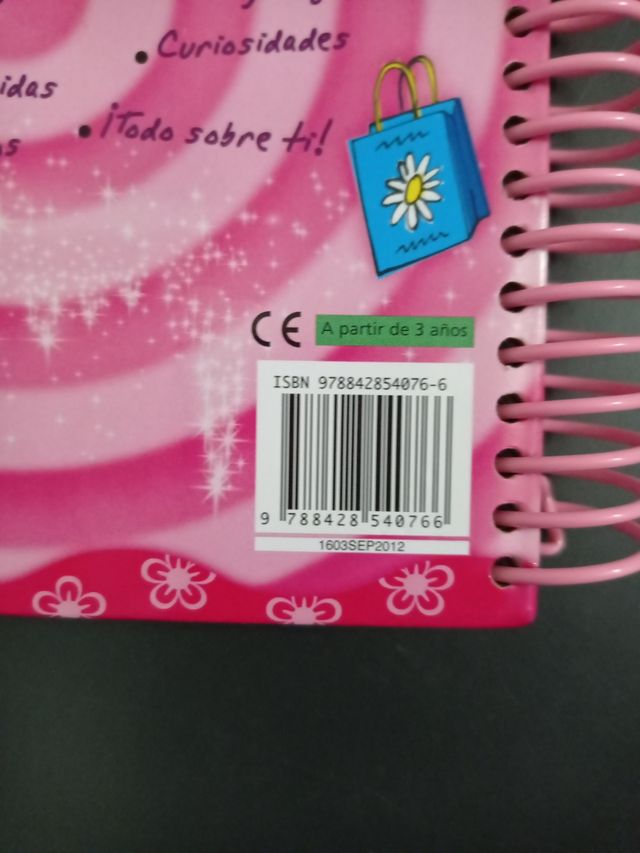 • Curiosidades
idas
• ¡Todo sobre ti!
s
CE A partir de 3 años
ISBN 978842854076-6
9 788428 540766
1603SEP2012